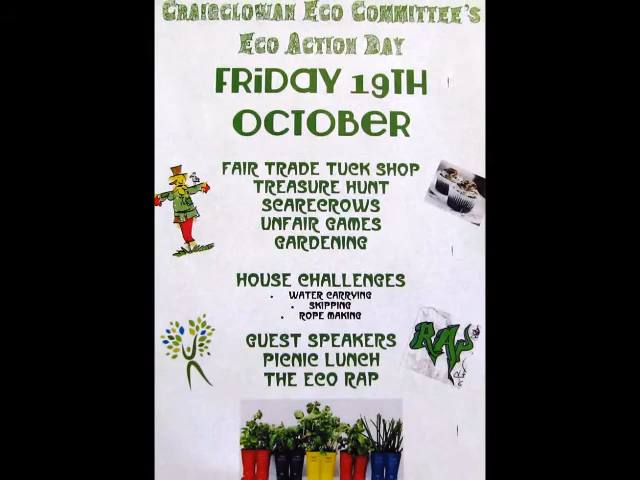 Craigclowan Eco Committee's
Eco Action Day
Friday 19th
October
Fair Trade Tuck Shop
Treasure Hunt
Scarecrows
Unfair Games
Gardening
House Challenges
• Water Carrying
• Skipping
• Rope Making
Guest Speakers
Picnic Lunch
The Eco Rap
RAP